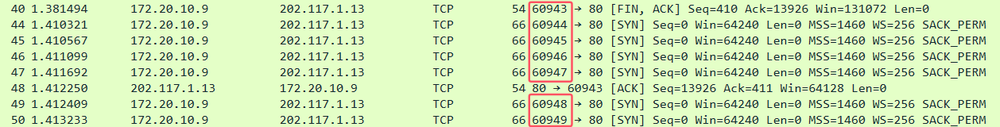 40 1.381494 172.20.10.9 202.117.1.13 TCP 54 60943 → 80 [FIN, ACK] Seq=410 Ack=13926 Win=131072 Len=0
44 1.410321 172.20.10.9 202.117.1.13 TCP 66 60944 → 80 [SYN] Seq=0 Win=64240 Len=0 MSS=1460 WS=256 SACK_PERM
45 1.410567 172.20.10.9 202.117.1.13 TCP 66 60945 → 80 [SYN] Seq=0 Win=64240 Len=0 MSS=1460 WS=256 SACK_PERM
46 1.411099 172.20.10.9 202.117.1.13 TCP 66 60946 → 80 [SYN] Seq=0 Win=64240 Len=0 MSS=1460 WS=256 SACK_PERM
47 1.411692 172.20.10.9 202.117.1.13 TCP 66 60947 → 80 [SYN] Seq=0 Win=64240 Len=0 MSS=1460 WS=256 SACK_PERM
48 1.412250 202.117.1.13 172.20.10.9 TCP 54 80 → 60943 [ACK] Seq=13926 Ack=411 Win=64128 Len=0
49 1.412409 172.20.10.9 202.117.1.13 TCP 66 60948 → 80 [SYN] Seq=0 Win=64240 Len=0 MSS=1460 WS=256 SACK_PERM
50 1.413233 172.20.10.9 202.117.1.13 TCP 66 60949 → 80 [SYN] Seq=0 Win=64240 Len=0 MSS=1460 WS=256 SACK_PERM